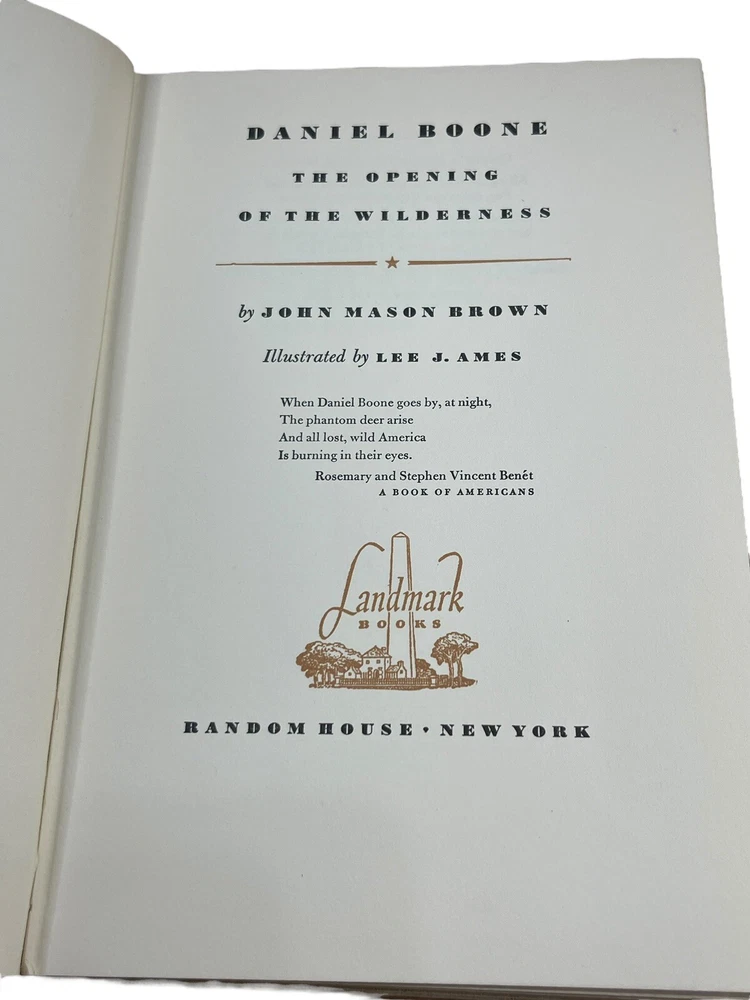 DANIEL BOONE
THE OPENING
OF THE WILDERNESS
by JOHN MASON BROWN
Illustrated by LEE J. AMES
When Daniel Boone goes by, at night,
The phantom deer arise
And all lost, wild America
Is burning in their eyes.
Rosemary and Stephen Vincent Benét
A BOOK OF AMERICANS
Landmark
BOOKS
RANDOM HOUSE · NEW YORK